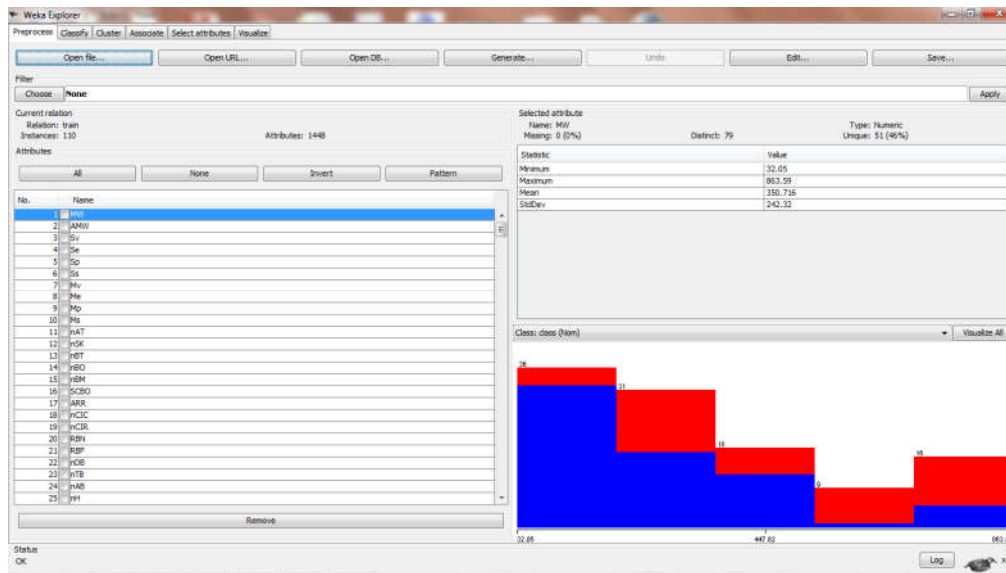 Weka Explorer
Preprocess Classify Cluster Associate Select attributes Visualize
Open file... Open URL... Open DB... Generate... Undo Edit... Save...
Filter
Choose None Apply
Current relation
Relation: train
Instances: 110 Attributes: 1448
Attributes
All None Invert Pattern
No. Name
1 MW
2 AMW
3 Sv
4 Se
5 Sp
6 Ss
7 Mv
8 Me
9 Mp
10 Ms
11 nAT
12 nSK
13 nBT
14 nBO
15 nBM
16 SCBO
17 ARR
18 nCIC
19 nCIR
20 RBN
21 RBF
22 nDB
23 nTB
24 nAB
25 nH
Remove
Selected attribute
Name: MW Type: Numeric
Missing: 0 (0%) Distinct: 79 Unique: 51 (46%)
Statistic Value
Minimum 32.05
Maximum 863.59
Mean 350.716
StdDev 242.32
Class: class (Nom) Visualize All
31
18
9
16
32.05 447.82
Status
OK
Log x